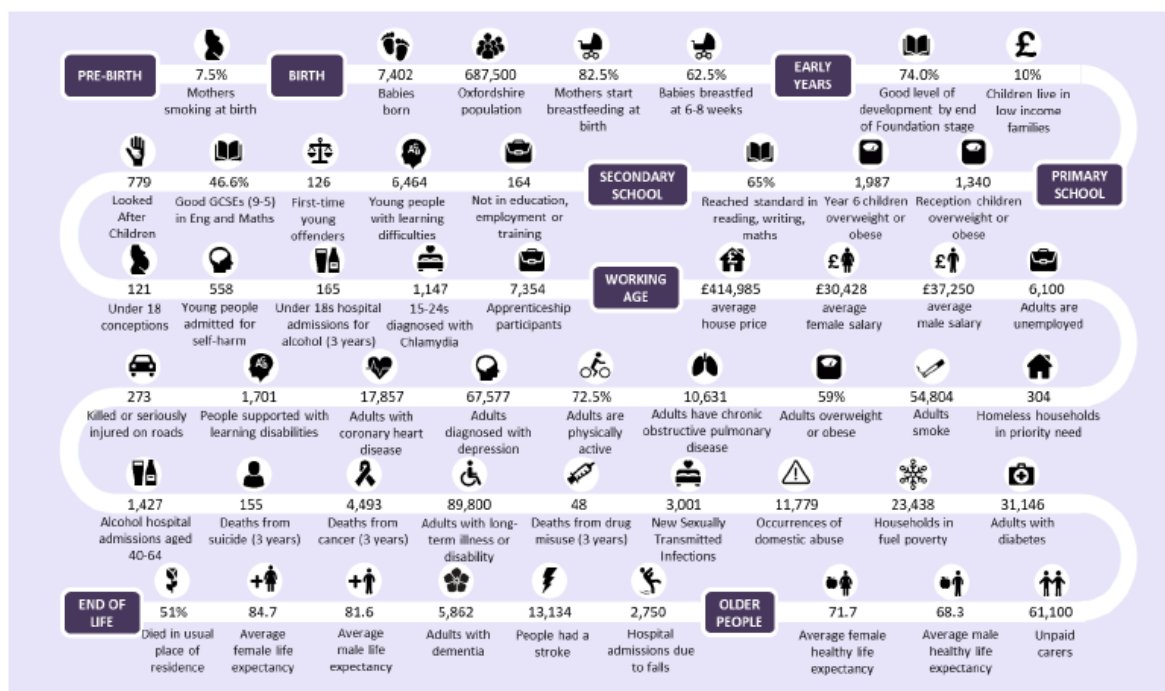 PRE-BIRTH
7.5%
Mothers
smoking at birth
BIRTH
7,402
Babies
born
687,500
Oxfordshire
population
82.5%
Mothers start
breastfeeding at
birth
62.5%
Babies breastfed
at 6-8 weeks
EARLY
YEARS
74.0%
Good level of
development by end
of Foundation stage
£
10%
Children live in
low income
families
779
Looked
After
Children
46.6%
Good GCSEs (9-5)
in Eng and Maths
126
First-time
young
offenders
6,464
Young people
with learning
difficulties
164
Not in education,
employment or
training
SECONDARY
SCHOOL
65%
Reached standard in
reading, writing,
maths
1,987
Year 6 children
overweight or
obese
1,340
Reception children
overweight or
obese
PRIMARY
SCHOOL
121
Under 18
conceptions
558
Young people
admitted for
self-harm
165
Under 18s hospital
admissions for
alcohol (3 years)
1,147
15-24s
diagnosed with
Chlamydia
7,354
Apprenticeship
participants
WORKING
AGE
£
£414,985
average
house price
£
£30,428
average
female salary
£
£37,250
average
male salary
6,100
Adults are
unemployed
273
Killed or seriously
injured on roads
1,701
People supported with
learning disabilities
17,857
Adults with
coronary heart
disease
67,577
Adults
diagnosed with
depression
72.5%
Adults are
physically
active
10,631
Adults have chronic
obstructive pulmonary
disease
59%
Adults overweight
or obese
54,804
Adults
smoke
304
Homeless households
in priority need
1,427
Alcohol hospital
admissions aged
40-64
155
Deaths from
suicide (3 years)
4,493
Deaths from
cancer (3 years)
89,800
Adults with long-
term illness or
disability
48
Deaths from drug
misuse (3 years)
3,001
New Sexually
Transmitted
Infections
11,779
Occurrences of
domestic abuse
23,438
Households in
fuel poverty
31,146
Adults with
diabetes
END OF
LIFE
51%
Died in usual
place of
residence
84.7
Average
female life
expectancy
81.6
Average
male life
expectancy
5,862
Adults with
dementia
13,134
People had a
stroke
2,750
Hospital
admissions due
to falls
OLDER
PEOPLE
71.7
Average female
healthy life
expectancy
68.3
Average male
healthy life
expectancy
61,100
Unpaid
carers